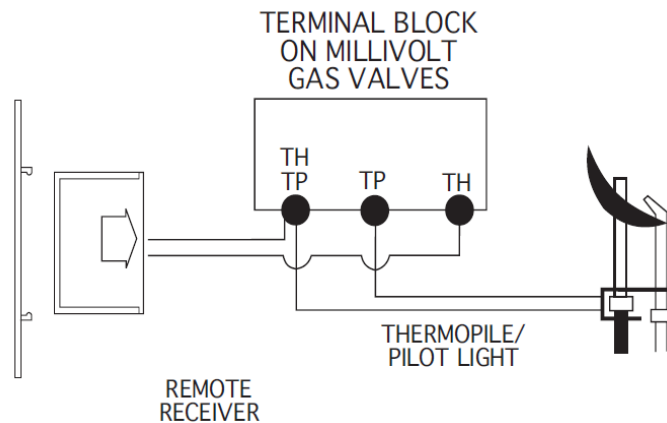 TERMINAL BLOCK
ON MILLIVOLT
GAS VALVES
TH
TP
TP
TH
THERMOPILE/
PILOT LIGHT
REMOTE
RECEIVER